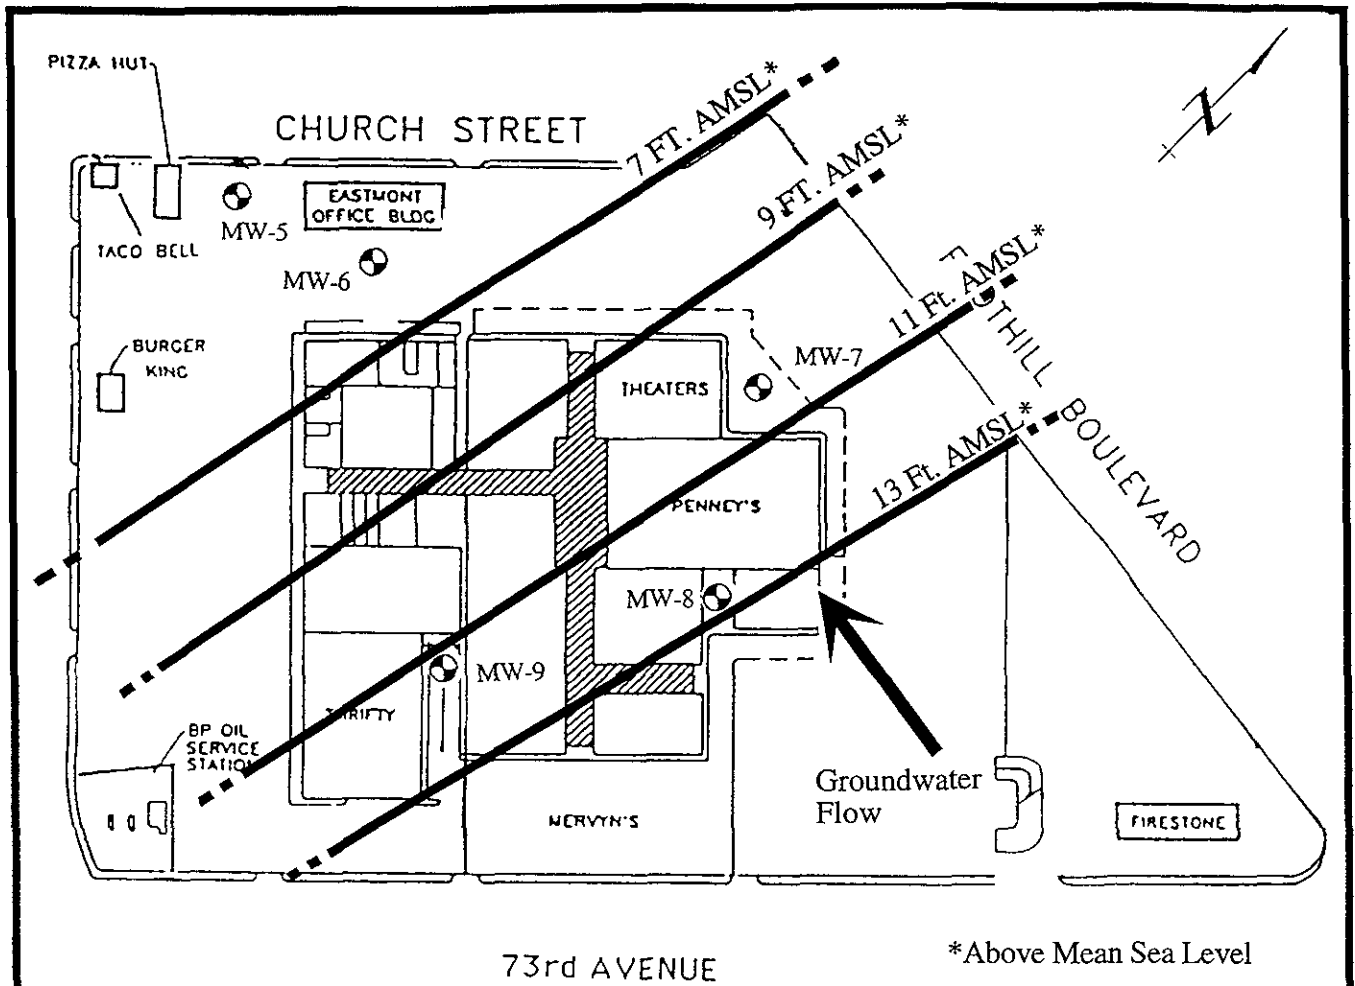 PIZZA HUT
CHURCH STREET
7 FT. AMSL*
N
9 FT. AMSL*
EASTMONT
OFFICE BLDG
MW-5
TACO BELL
MW-6
11 Ft. AMSL*
FOOTHILL BOULEVARD
BURGER
KING
MW-7
THEATERS
13 Ft. AMSL*
PENNEY'S
MW-8
MW-9
THRIFTY
BP OIL
SERVICE
STATION
Groundwater
Flow
MERVYN'S
FIRESTONE
73rd AVENUE
*Above Mean Sea Level